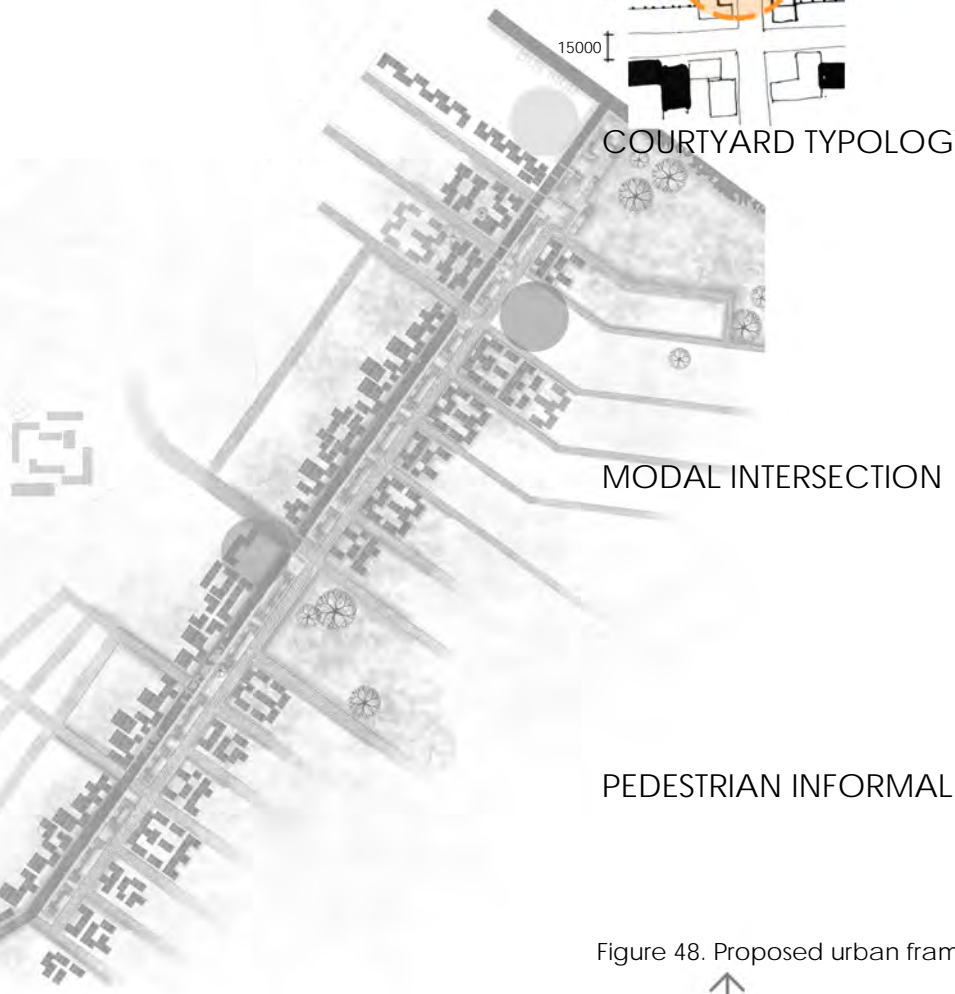 15000
COURTYARD TYPOLOG
MODAL INTERSECTION
PEDESTRIAN INFORMAL
Figure 48. Proposed urban fram